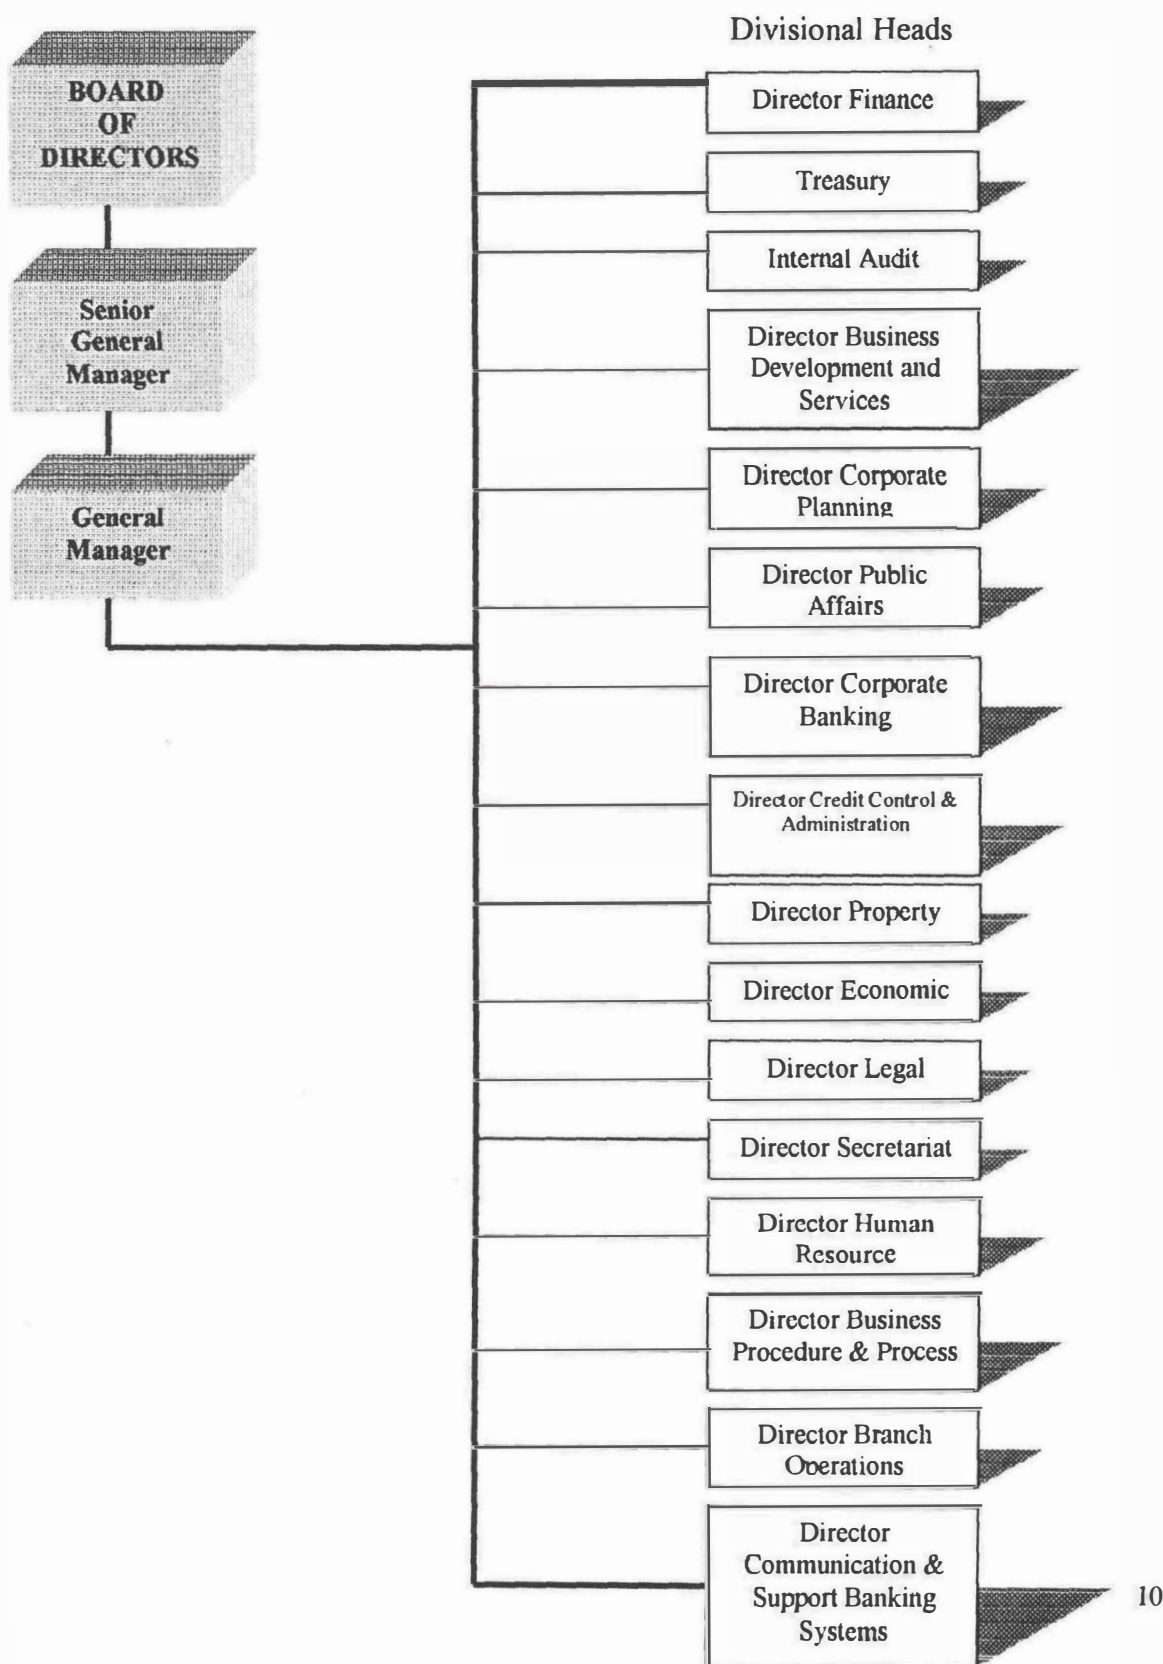 Divisional Heads
BOARD
OF
DIRECTORS
Senior
General
Manager
General
Manager
Director Finance
Treasury
Internal Audit
Director Business
Development and
Services
Director Corporate
Planning
Director Public
Affairs
Director Corporate
Banking
Director Credit Control &
Administration
Director Property
Director Economic
Director Legal
Director Secretariat
Director Human
Resource
Director Business
Procedure & Process
Director Branch
Operations
Director
Communication &
Support Banking
Systems
10